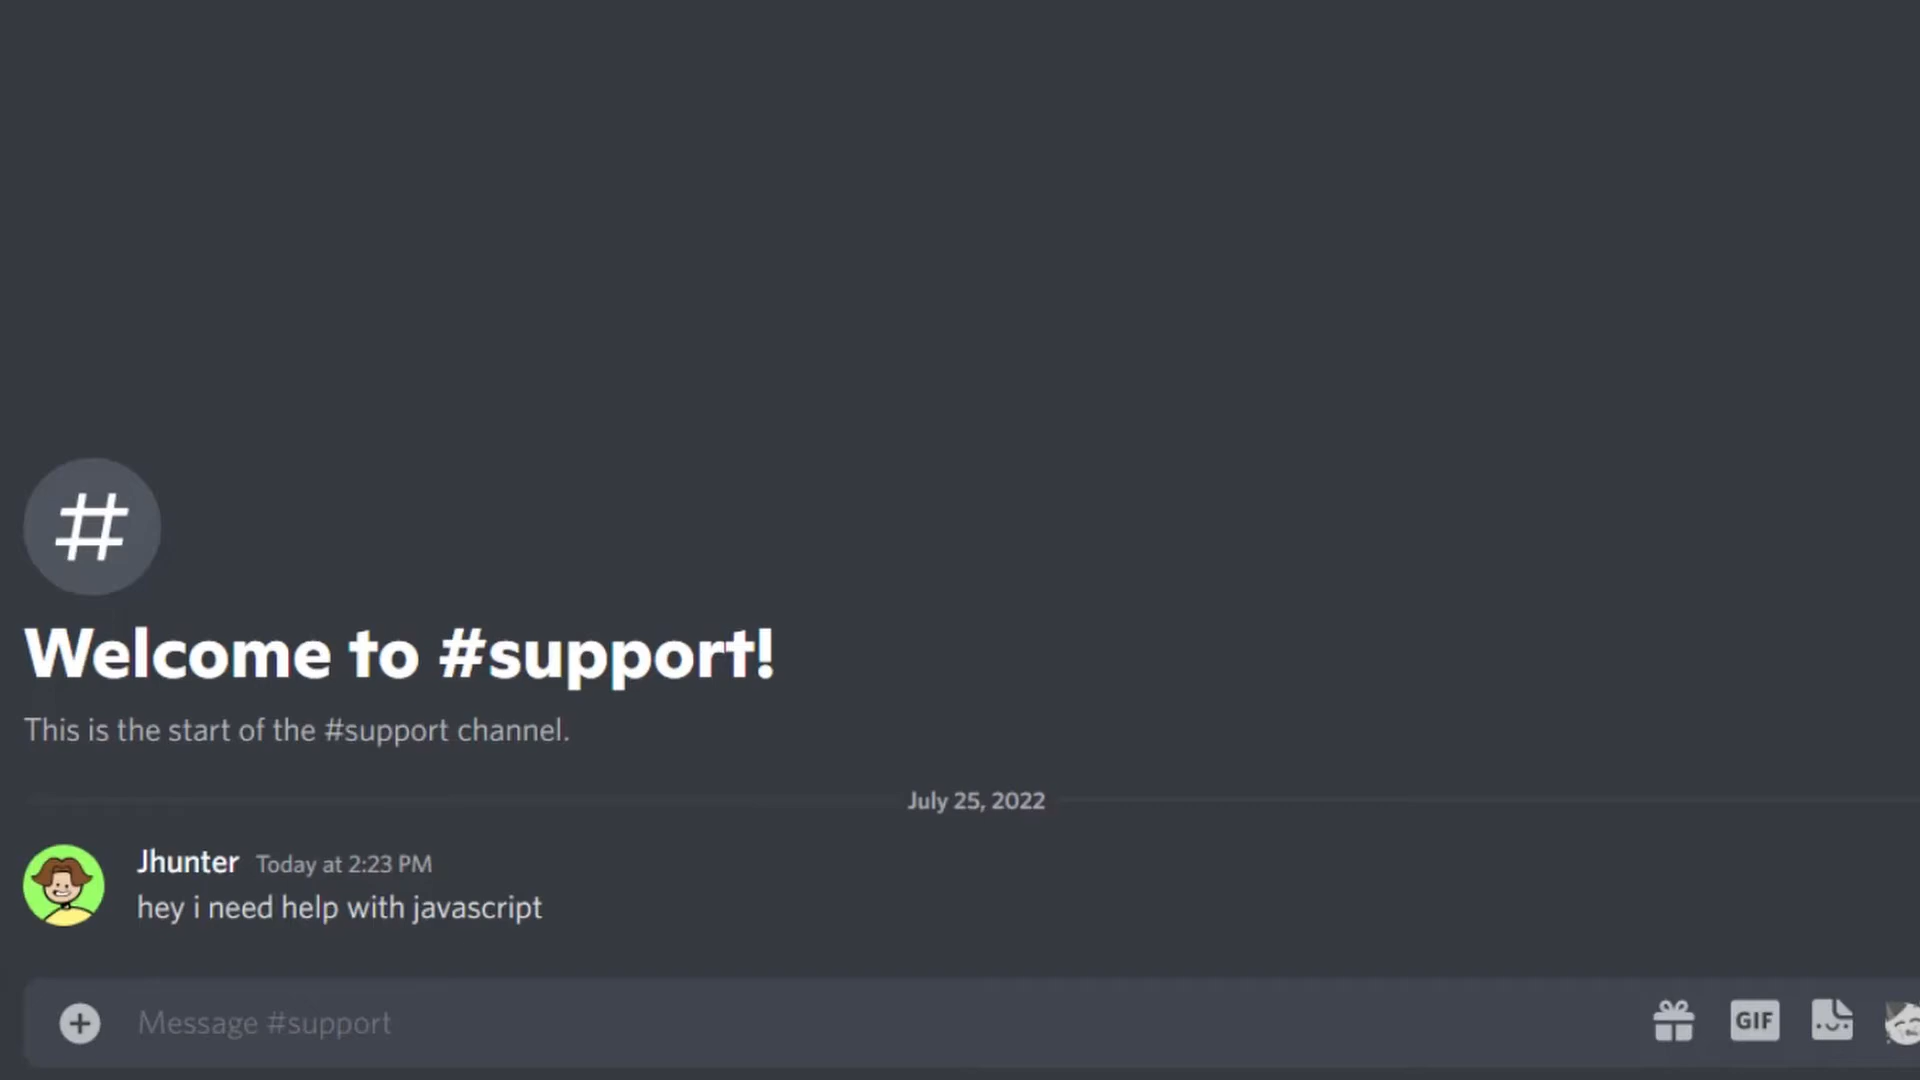 #
Welcome to #support!
This is the start of the #support channel.
July 25, 2022
Jhunter Today at 2:23 PM
hey i need help with javascript
Message #support
GIF